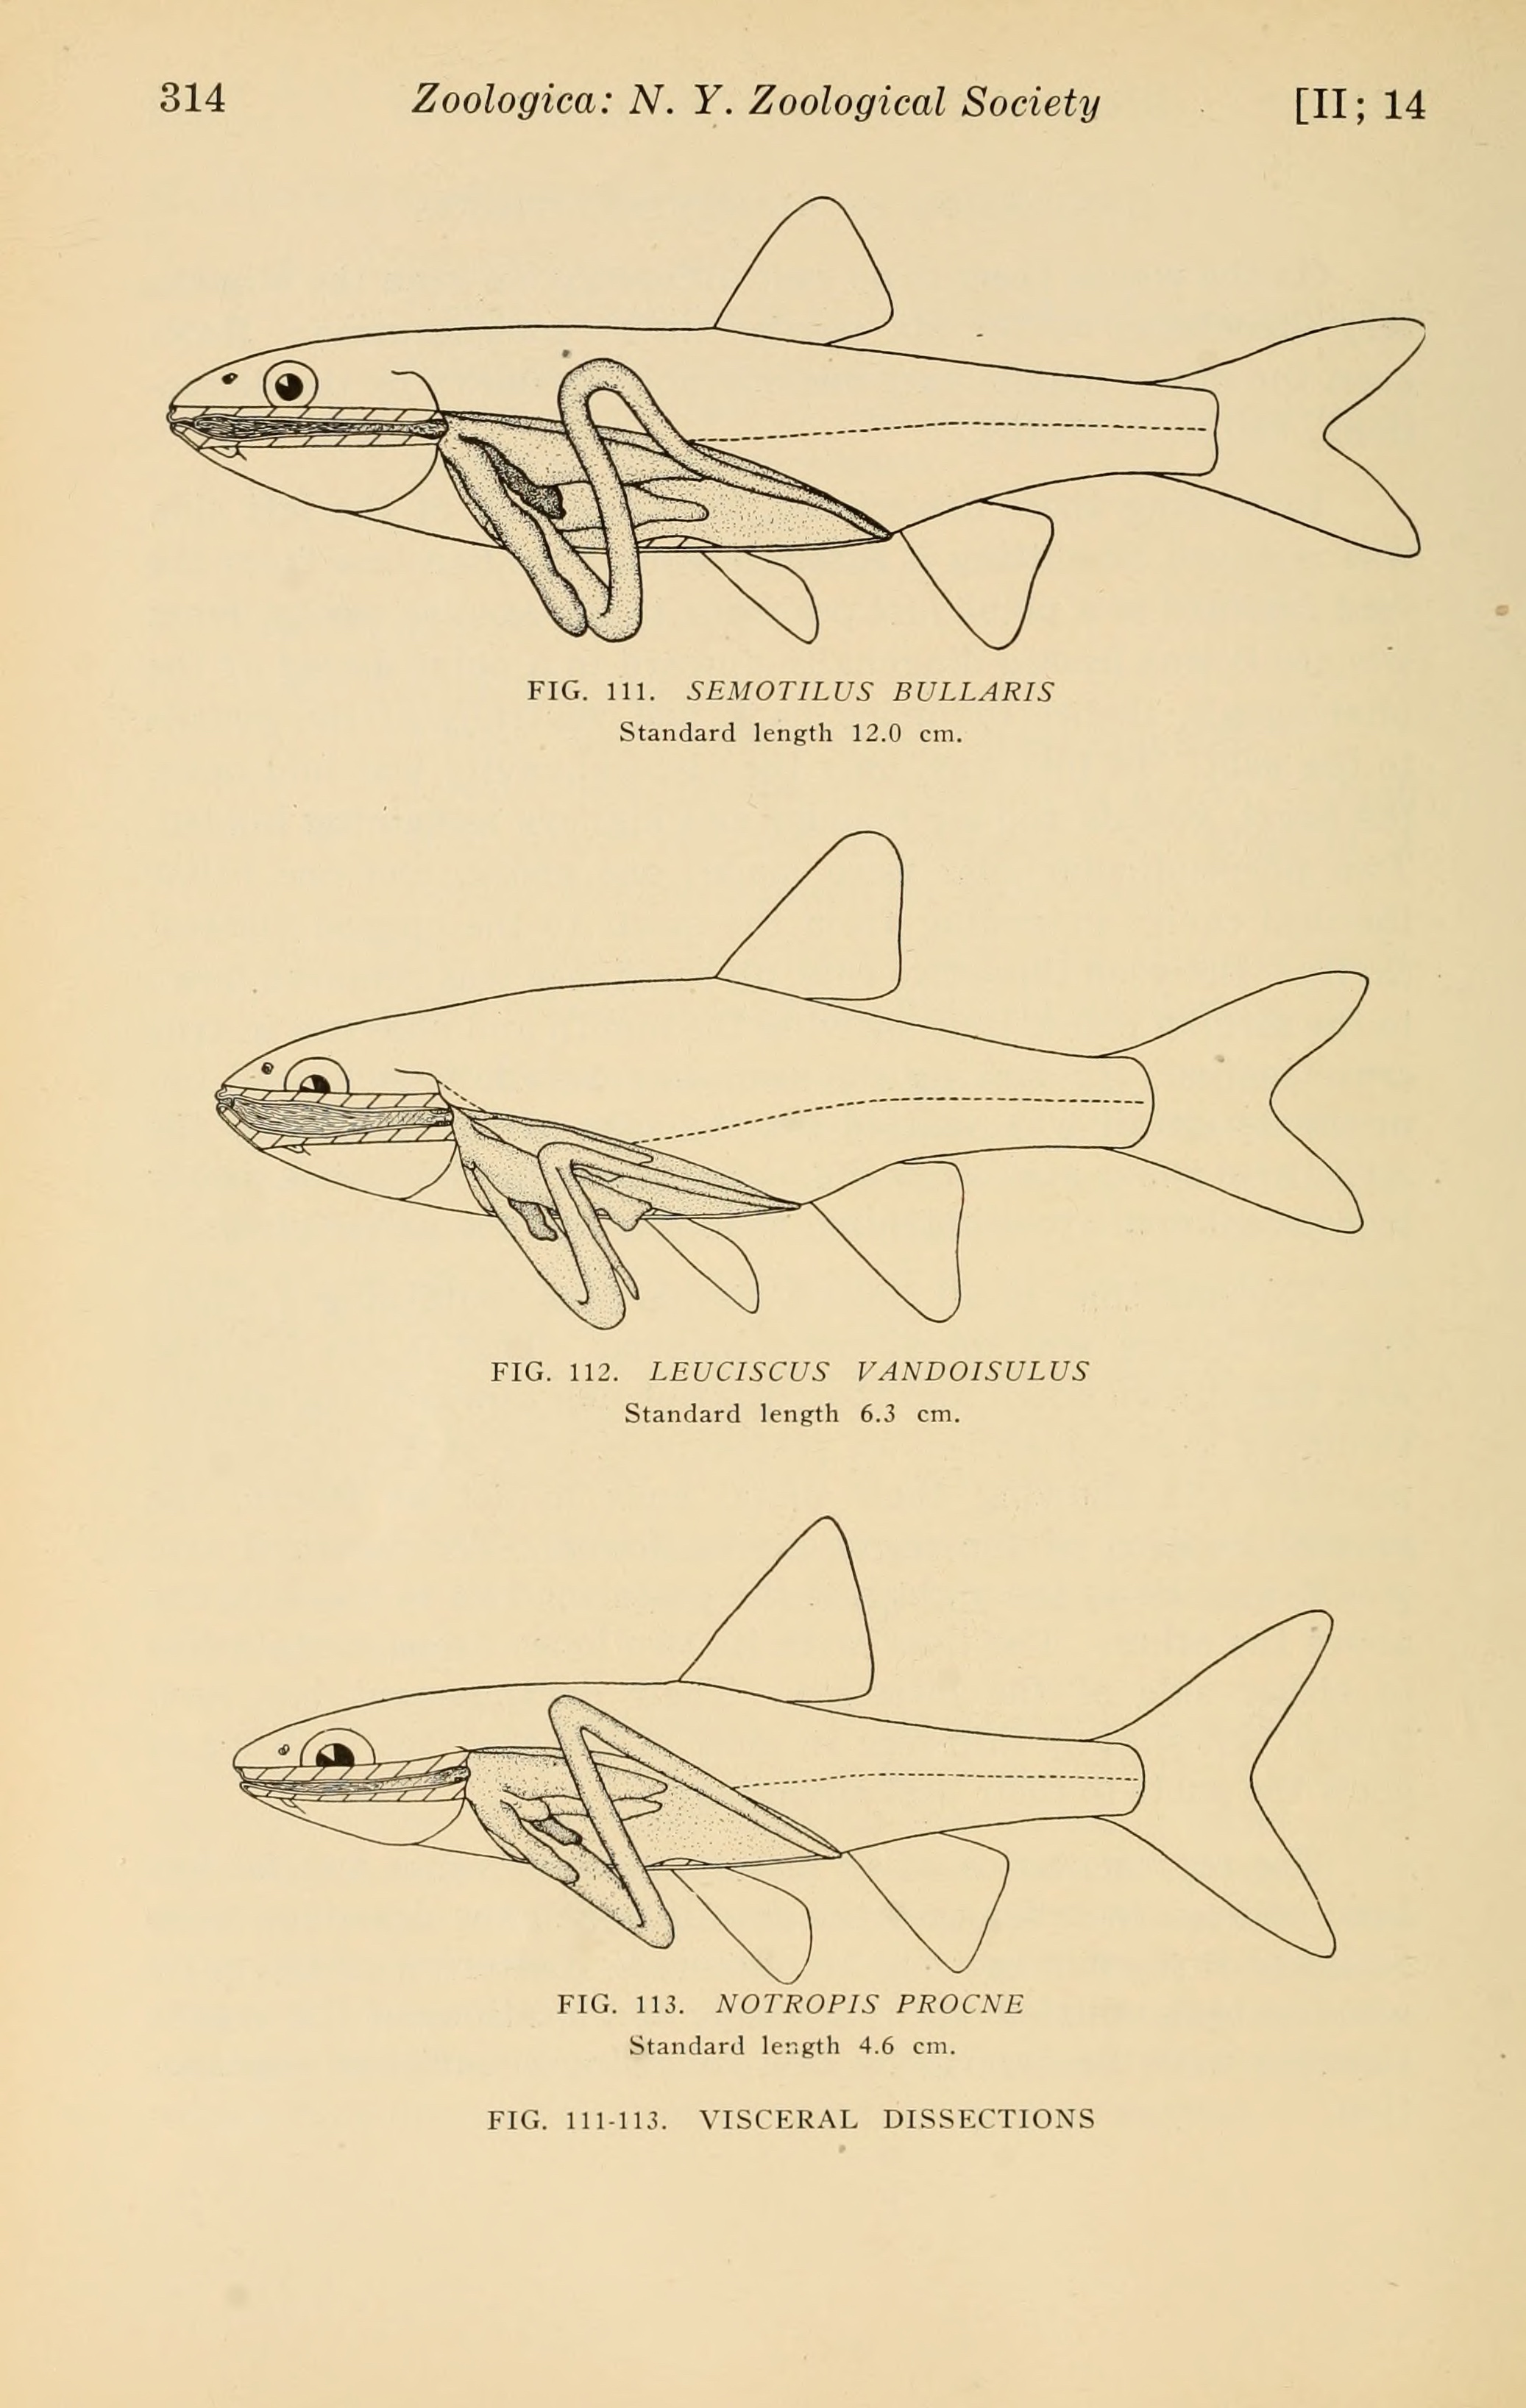 314 Zoologica: N. Y. Zoological Society [II; 14
FIG. 111. SEMOTILUS BULLARIS
Standard length 12.0 cm.
FIG. 112. LEUCISCUS VANDOISULUS
Standard length 6.3 cm.
FIG. 113. NOTROPIS PROCNE
Standard length 4.6 cm.
FIG. 111-113. VISCERAL DISSECTIONS